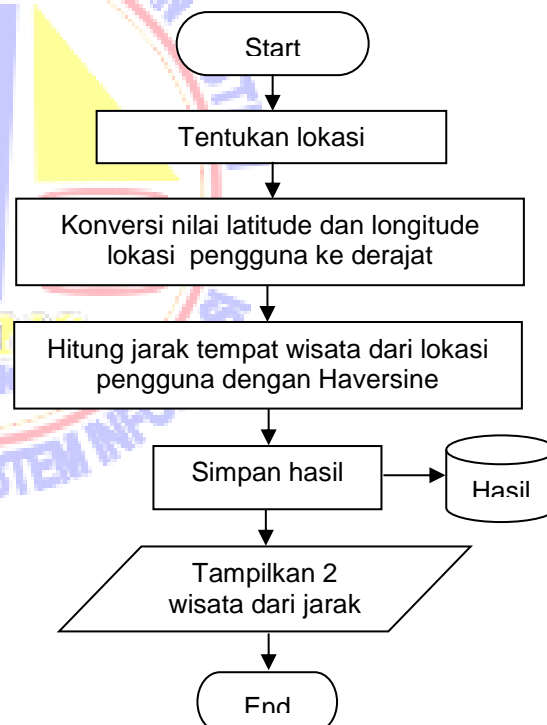 Start
Tentukan lokasi
Konversi nilai latitude dan longitude
lokasi pengguna ke derajat
Hitung jarak tempat wisata dari lokasi
pengguna dengan Haversine
Simpan hasil
Hasil
Tampilkan 2
wisata dari jarak
End